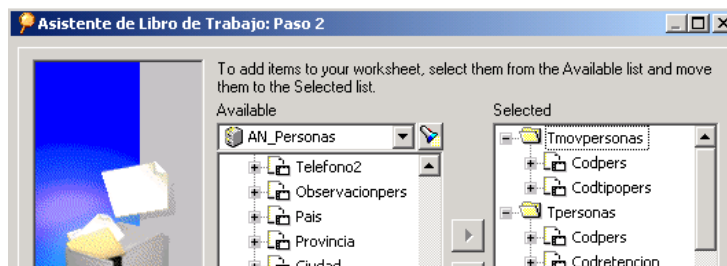 Asistente de Libro de Trabajo: Paso 2
To add items to your worksheet, select them from the Available list and move
them to the Selected list.
Available
AN_Personas
Telefono2
Observacionpers
Pais
Provincia
Ciudad
Selected
Tmovpersonas
Codpers
Codtipopers
Tpersonas
Codpers
Codretencion